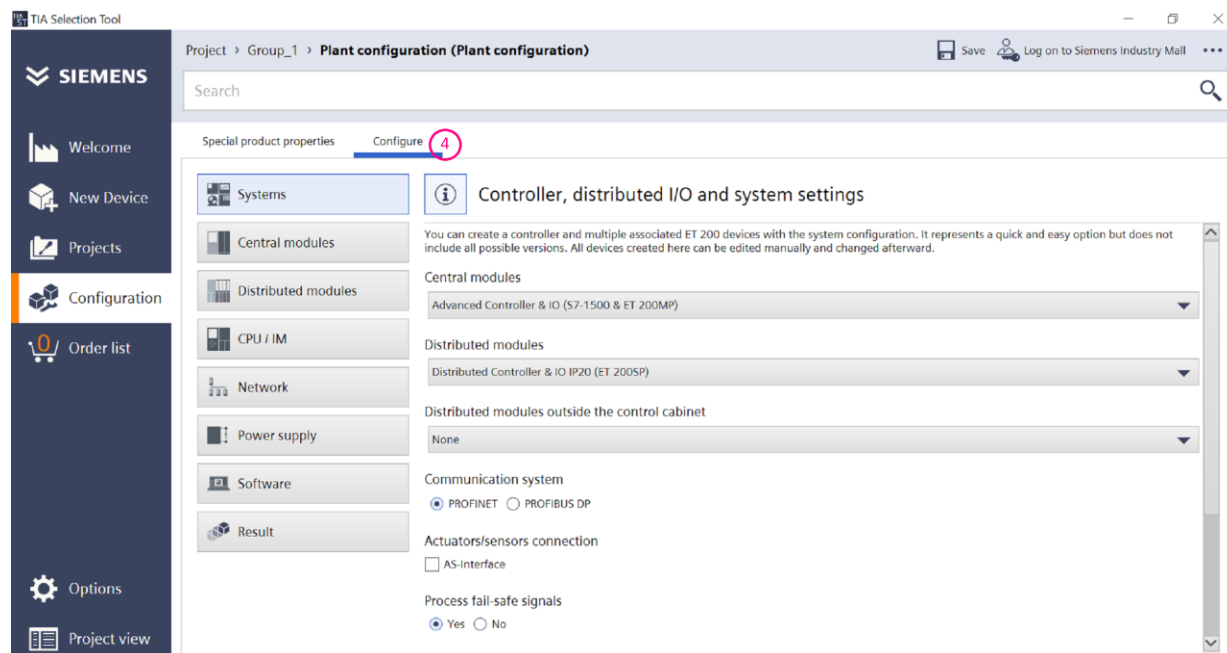 TIA Selection Tool
Project > Group_1 > Plant configuration (Plant configuration)
Save
Log on to Siemens Industry Mall
SIEMENS
Search
Welcome
New Device
Projects
Configuration
0 Order list
Options
Project view
Special product properties
Configure
4
Systems
Central modules
Distributed modules
CPU / IM
Network
Power supply
Software
Result
Controller, distributed I/O and system settings
You can create a controller and multiple associated ET 200 devices with the system configuration. It represents a quick and easy option but does not
include all possible versions. All devices created here can be edited manually and changed afterward.
Central modules
Advanced Controller & IO (S7-1500 & ET 200MP)
Distributed modules
Distributed Controller & IO IP20 (ET 200SP)
Distributed modules outside the control cabinet
None
Communication system
PROFINET PROFIBUS DP
Actuators/sensors connection
AS-Interface
Process fail-safe signals
Yes No